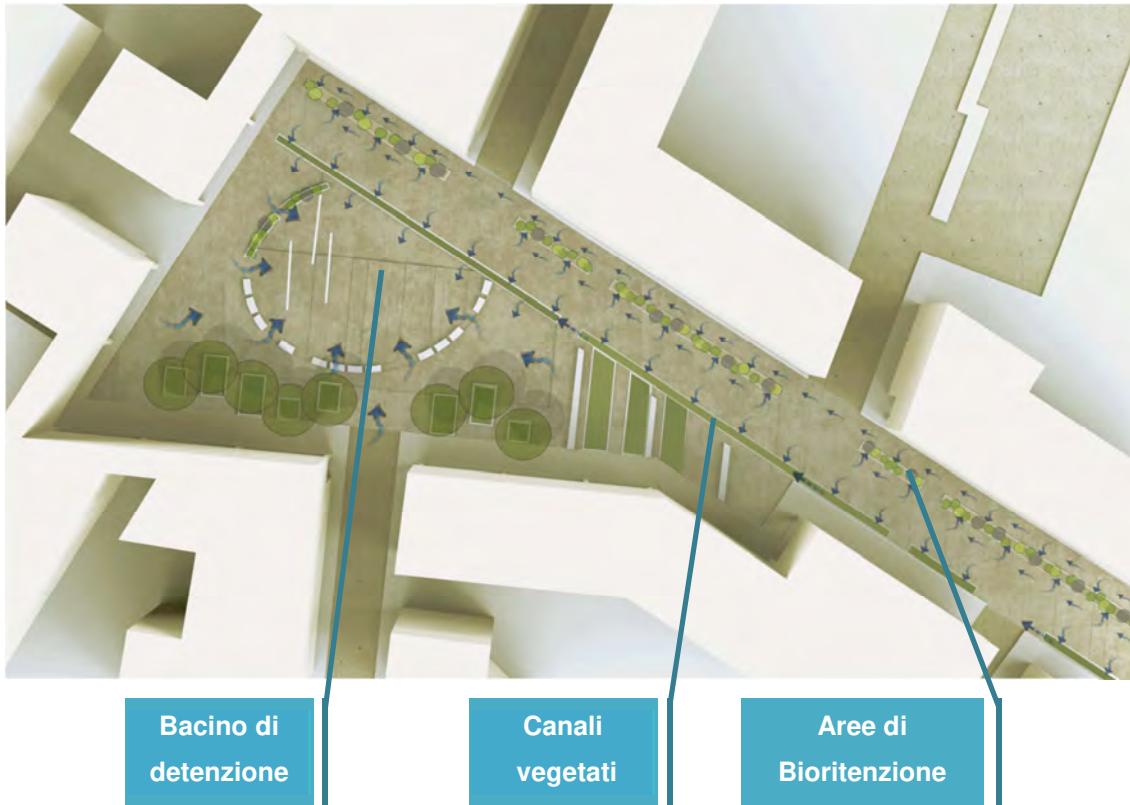 Bacino di
detenzione
Canali
vegetati
Aree di
Bioritenzione